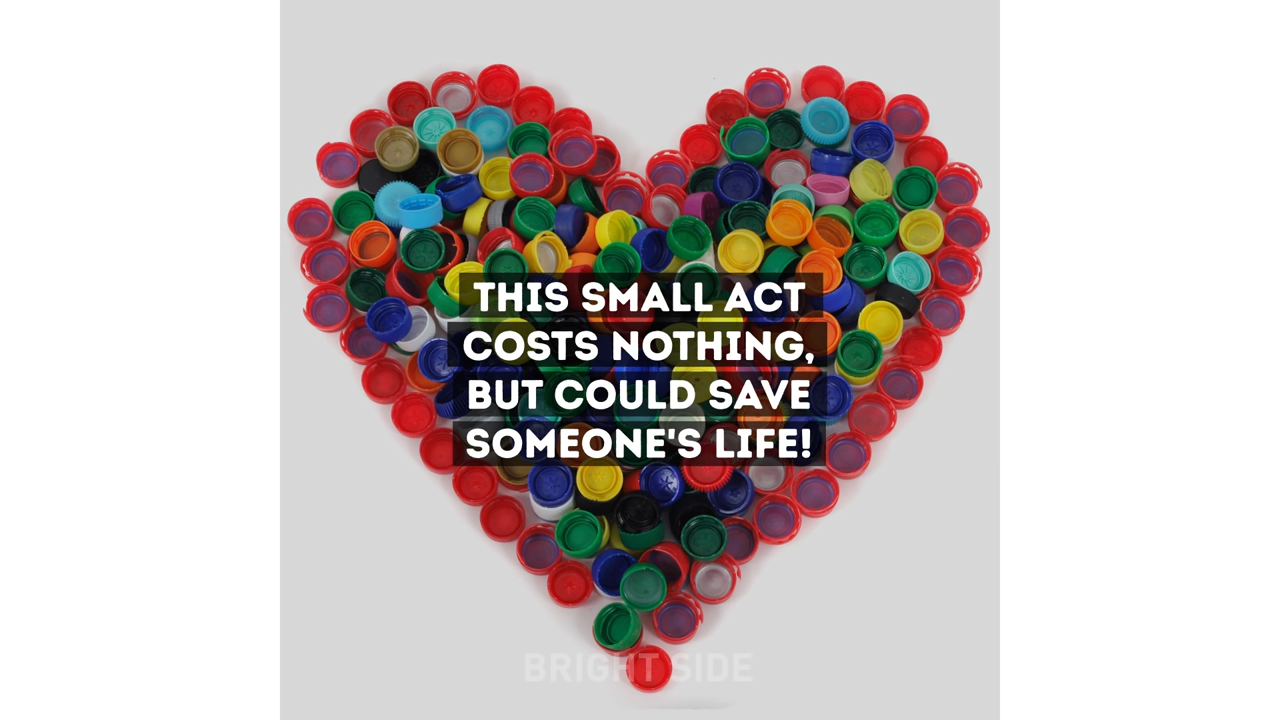 THIS SMALL ACT
COSTS NOTHING,
BUT COULD SAVE
SOMEONE'S LIFE!
BRIGHT SIDE